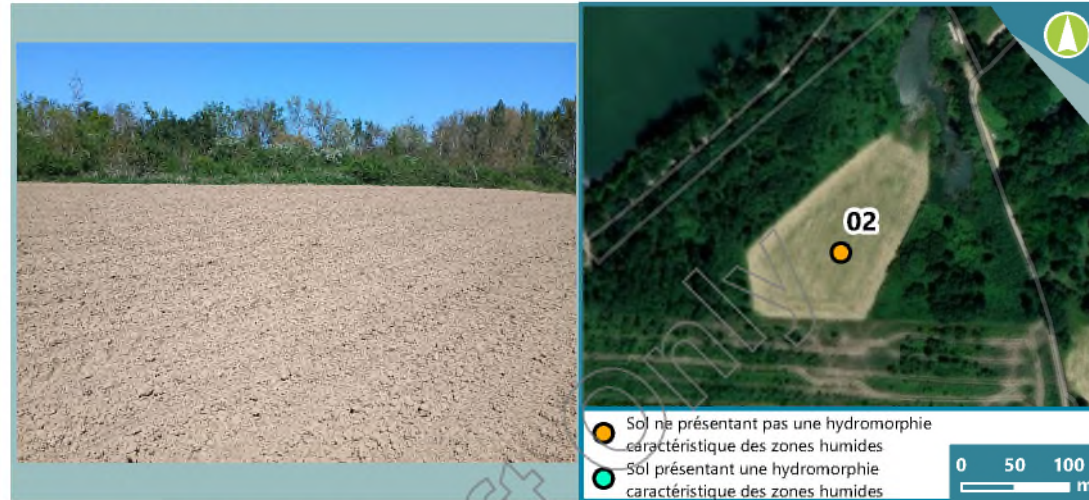 02
Sol ne présentant pas une hydromorphie
caractéristique des zones humides
Sol présentant une hydromorphie
caractéristique des zones humides
0 50 100
m
only